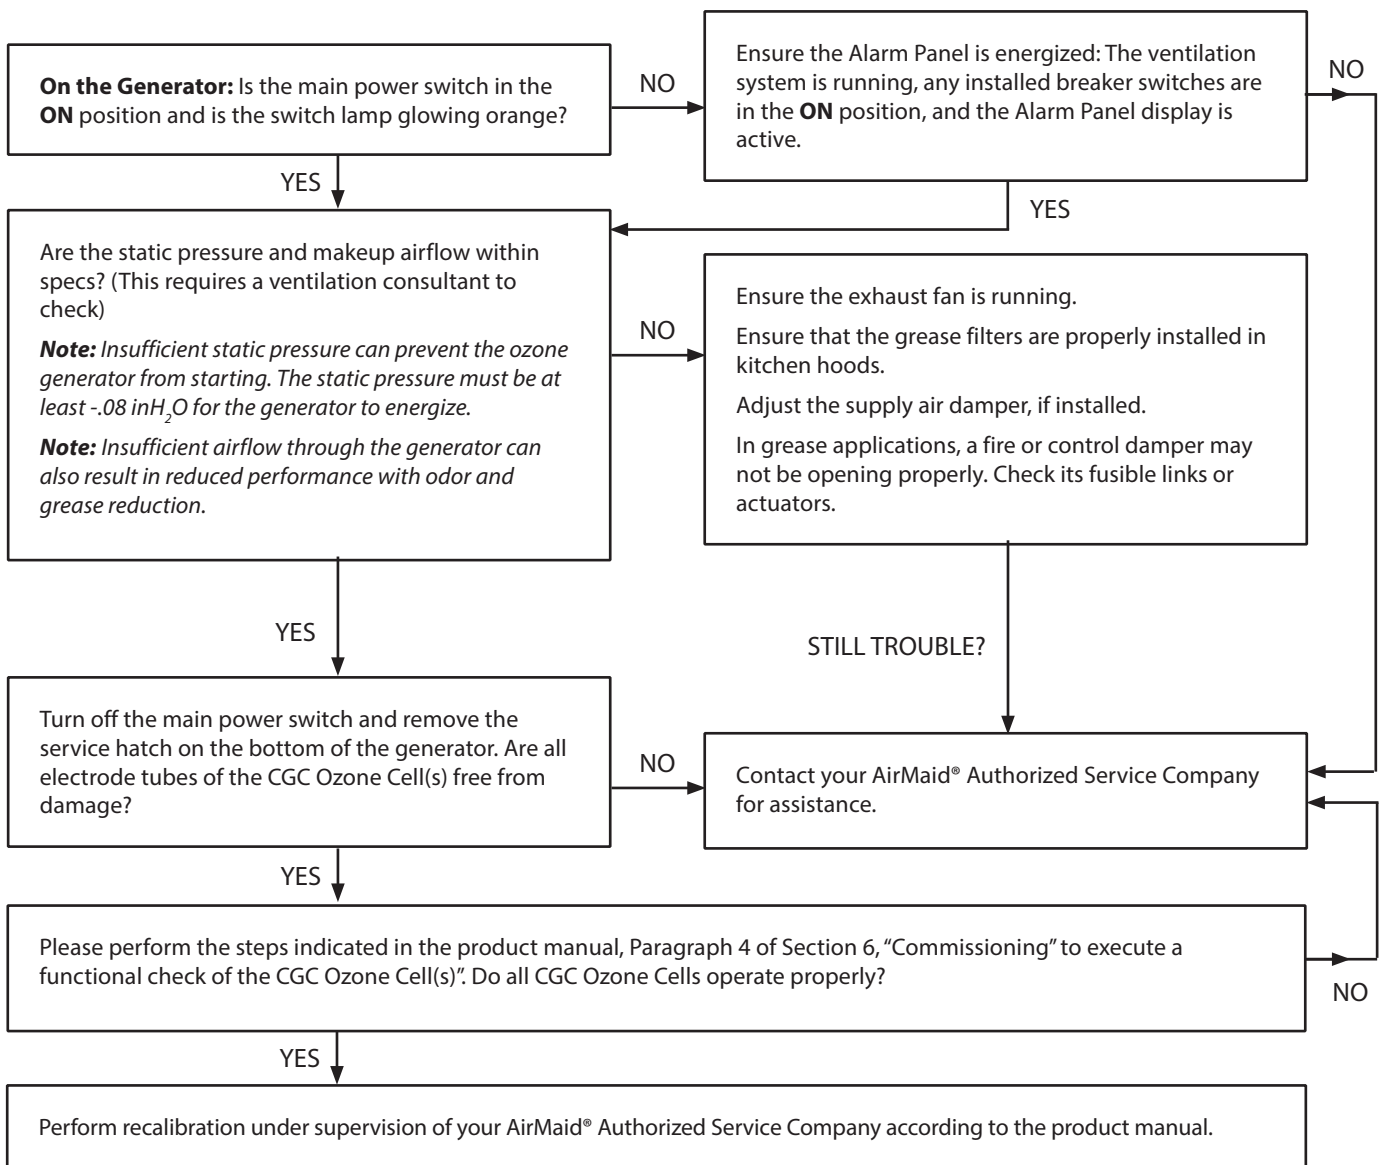 On the Generator: Is the main power switch in the
ON position and is the switch lamp glowing orange?
NO
Ensure the Alarm Panel is energized: The ventilation
system is running, any installed breaker switches are
in the ON position, and the Alarm Panel display is
active.
NO
YES
YES
Are the static pressure and makeup airflow within
specs? (This requires a ventilation consultant to
check)
Note: Insufficient static pressure can prevent the ozone
generator from starting. The static pressure must be at
least -.08 inH₂O for the generator to energize.
Note: Insufficient airflow through the generator can
also result in reduced performance with odor and
grease reduction.
NO
Ensure the exhaust fan is running.
Ensure that the grease filters are properly installed in
kitchen hoods.
Adjust the supply air damper, if installed.
In grease applications, a fire or control damper may
not be opening properly. Check its fusible links or
actuators.
YES
STILL TROUBLE?
Turn off the main power switch and remove the
service hatch on the bottom of the generator. Are all
electrode tubes of the CGC Ozone Cell(s) free from
damage?
NO
Contact your AirMaid® Authorized Service Company
for assistance.
YES
Please perform the steps indicated in the product manual, Paragraph 4 of Section 6, “Commissioning” to execute a
functional check of the CGC Ozone Cell(s)”. Do all CGC Ozone Cells operate properly?
NO
YES
Perform recalibration under supervision of your AirMaid® Authorized Service Company according to the product manual.